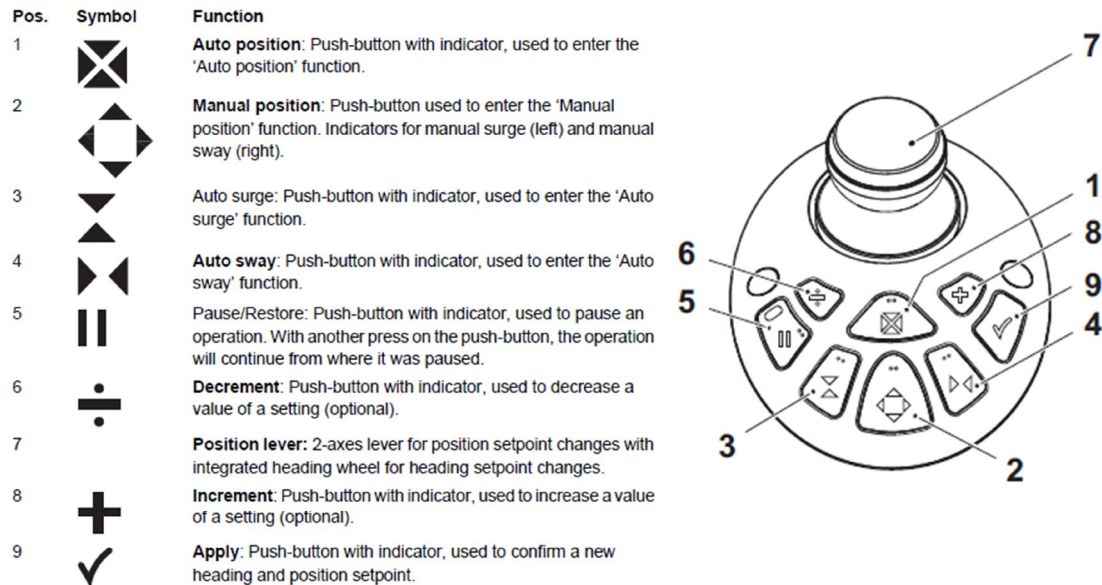 Pos. Symbol Function
1 Auto position: Push-button with indicator, used to enter the
'Auto position' function.
2 Manual position: Push-button used to enter the 'Manual
position' function. Indicators for manual surge (left) and manual
sway (right).
3 Auto surge: Push-button with indicator, used to enter the 'Auto
surge' function.
4 Auto sway: Push-button with indicator, used to enter the 'Auto
sway' function.
5 Pause/Restore: Push-button with indicator, used to pause an
operation. With another press on the push-button, the operation
will continue from where it was paused.
6 Decrement: Push-button with indicator, used to decrease a
value of a setting (optional).
7 Position lever: 2-axes lever for position setpoint changes with
integrated heading wheel for heading setpoint changes.
8 Increment: Push-button with indicator, used to increase a value
of a setting (optional).
9 Apply: Push-button with indicator, used to confirm a new
heading and position setpoint.
7
1
8
6
9
5
4
3
2